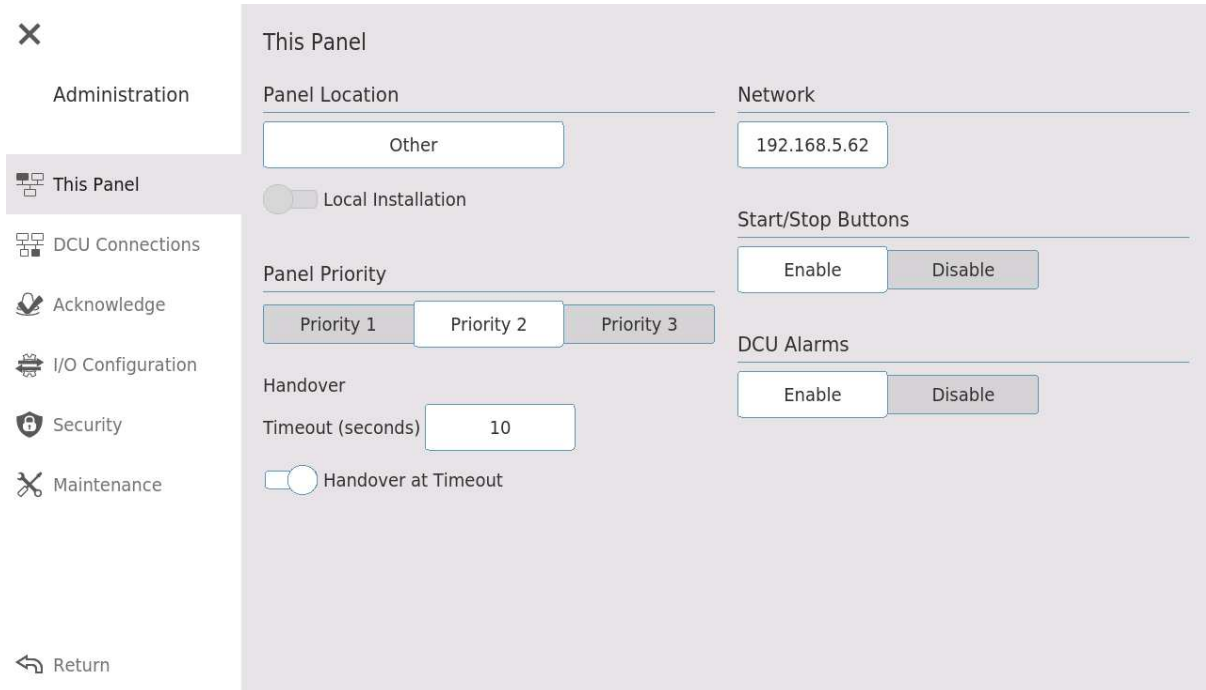 Administration
This Panel
DCU Connections
Acknowledge
I/O Configuration
Security
Maintenance
Return
This Panel
Panel Location
Other
Local Installation
Panel Priority
Priority 1 Priority 2 Priority 3
Handover
Timeout (seconds) 10
Handover at Timeout
Network
192.168.5.62
Start/Stop Buttons
Enable Disable
DCU Alarms
Enable Disable